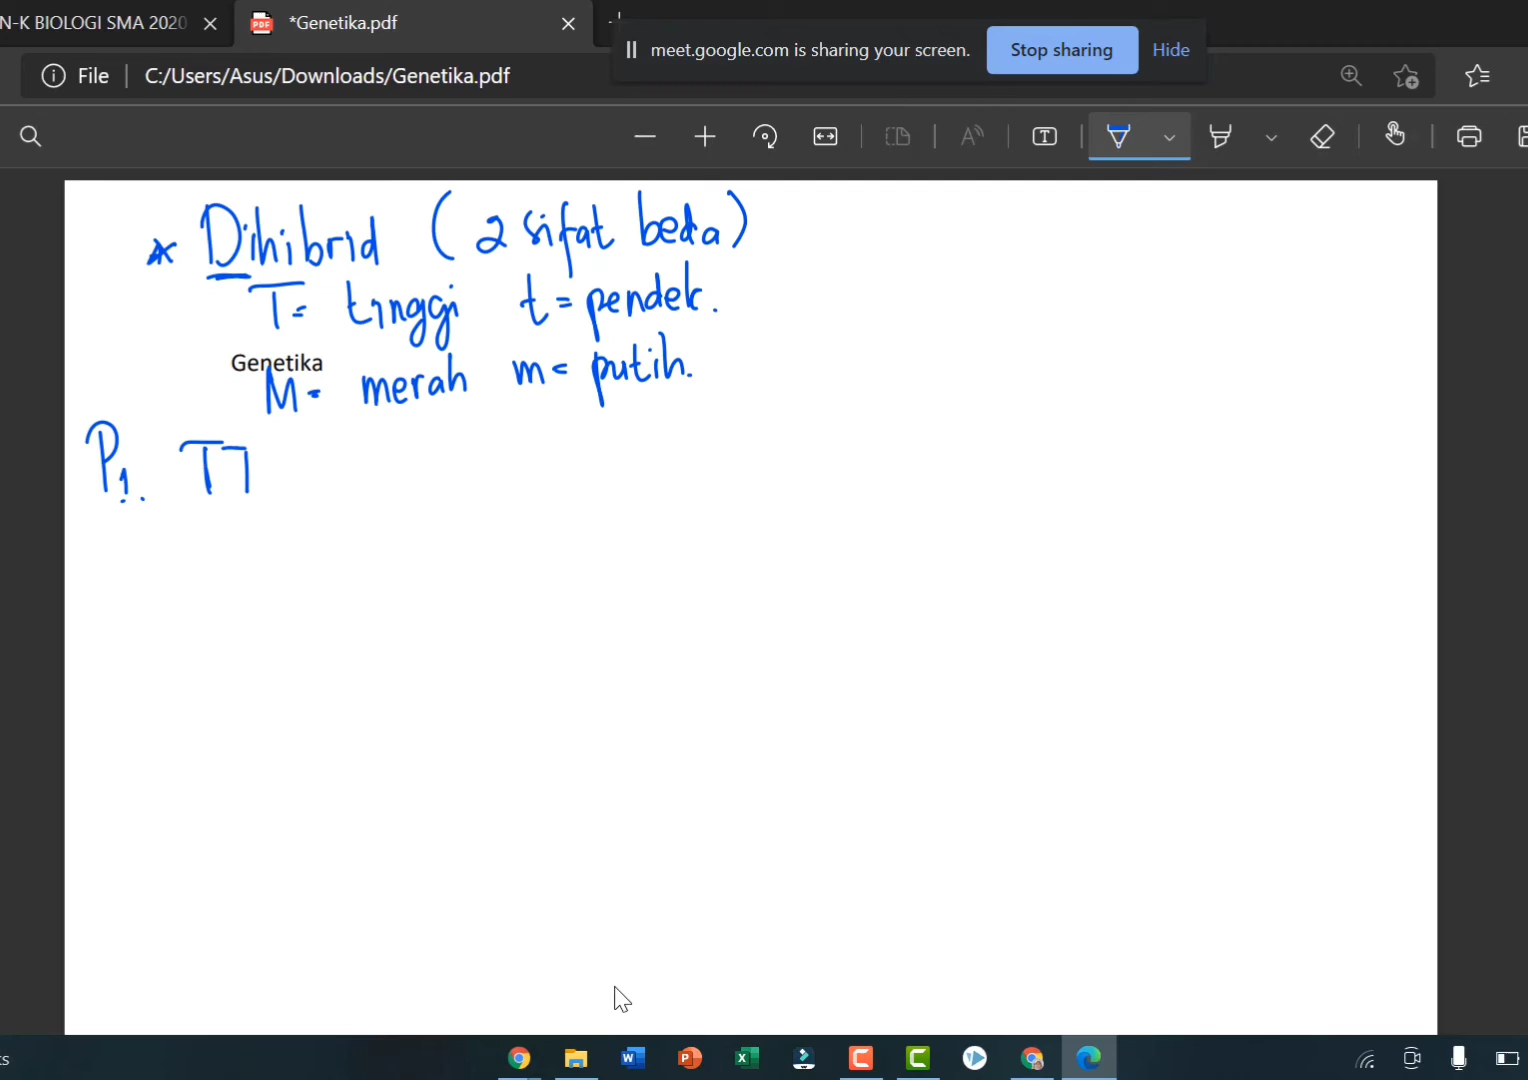 N-K BIOLOGI SMA 2020
*Genetika.pdf
meet.google.com is sharing your screen.
Stop sharing
Hide
File
C:/Users/Asus/Downloads/Genetika.pdf
* Dihibrid (2 sifat beda)
T= tinggi t= pendek.
Genetika
M= merah m= putih.
P1. TT